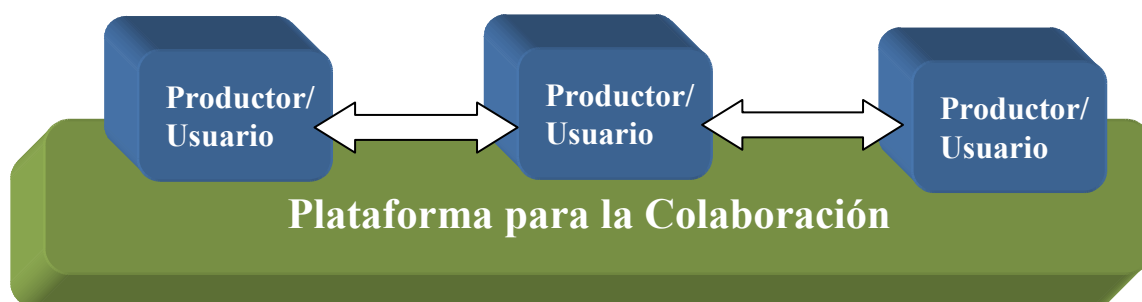 Productor/
Usuario
Productor/
Usuario
Productor/
Usuario
Plataforma para la Colaboración